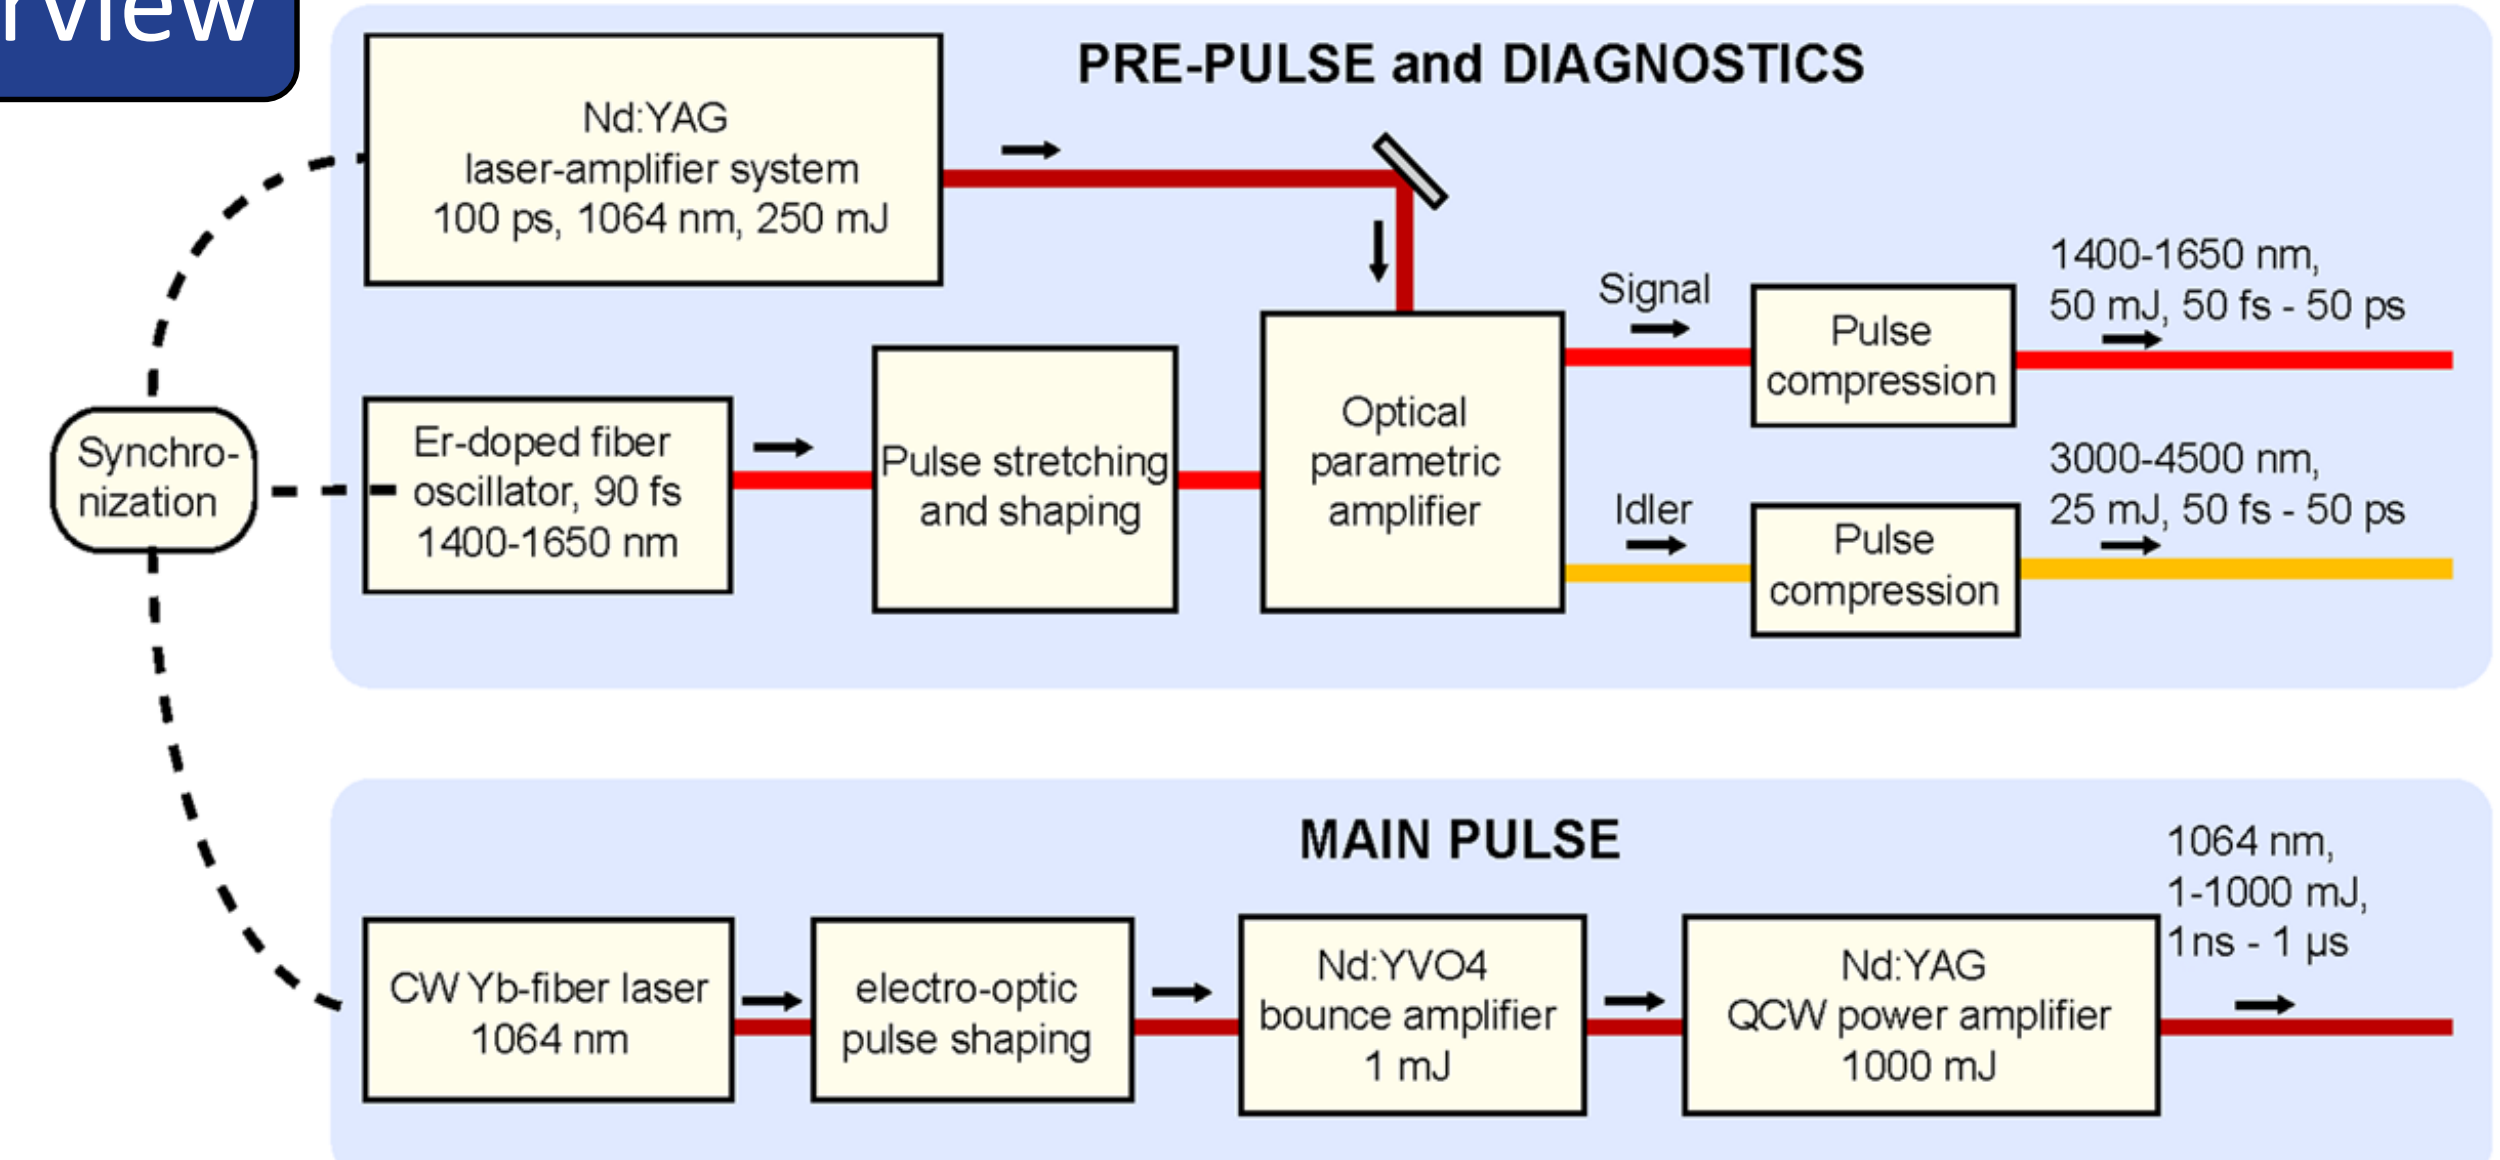 PRE-PULSE and DIAGNOSTICS
Nd:YAG
laser-amplifier system
100 ps, 1064 nm, 250 mJ
Signal
1400-1650 nm,
50 mJ, 50 fs - 50 ps
Pulse
compression
Synchro-
nization
Er-doped fiber
oscillator, 90 fs
1400-1650 nm
Pulse stretching
and shaping
Optical
parametric
amplifier
Idler
3000-4500 nm,
25 mJ, 50 fs - 50 ps
Pulse
compression
MAIN PULSE
CW Yb-fiber laser
1064 nm
electro-optic
pulse shaping
Nd:YVO4
bounce amplifier
1 mJ
Nd:YAG
QCW power amplifier
1000 mJ
1064 nm,
1-1000 mJ,
1ns - 1 µs